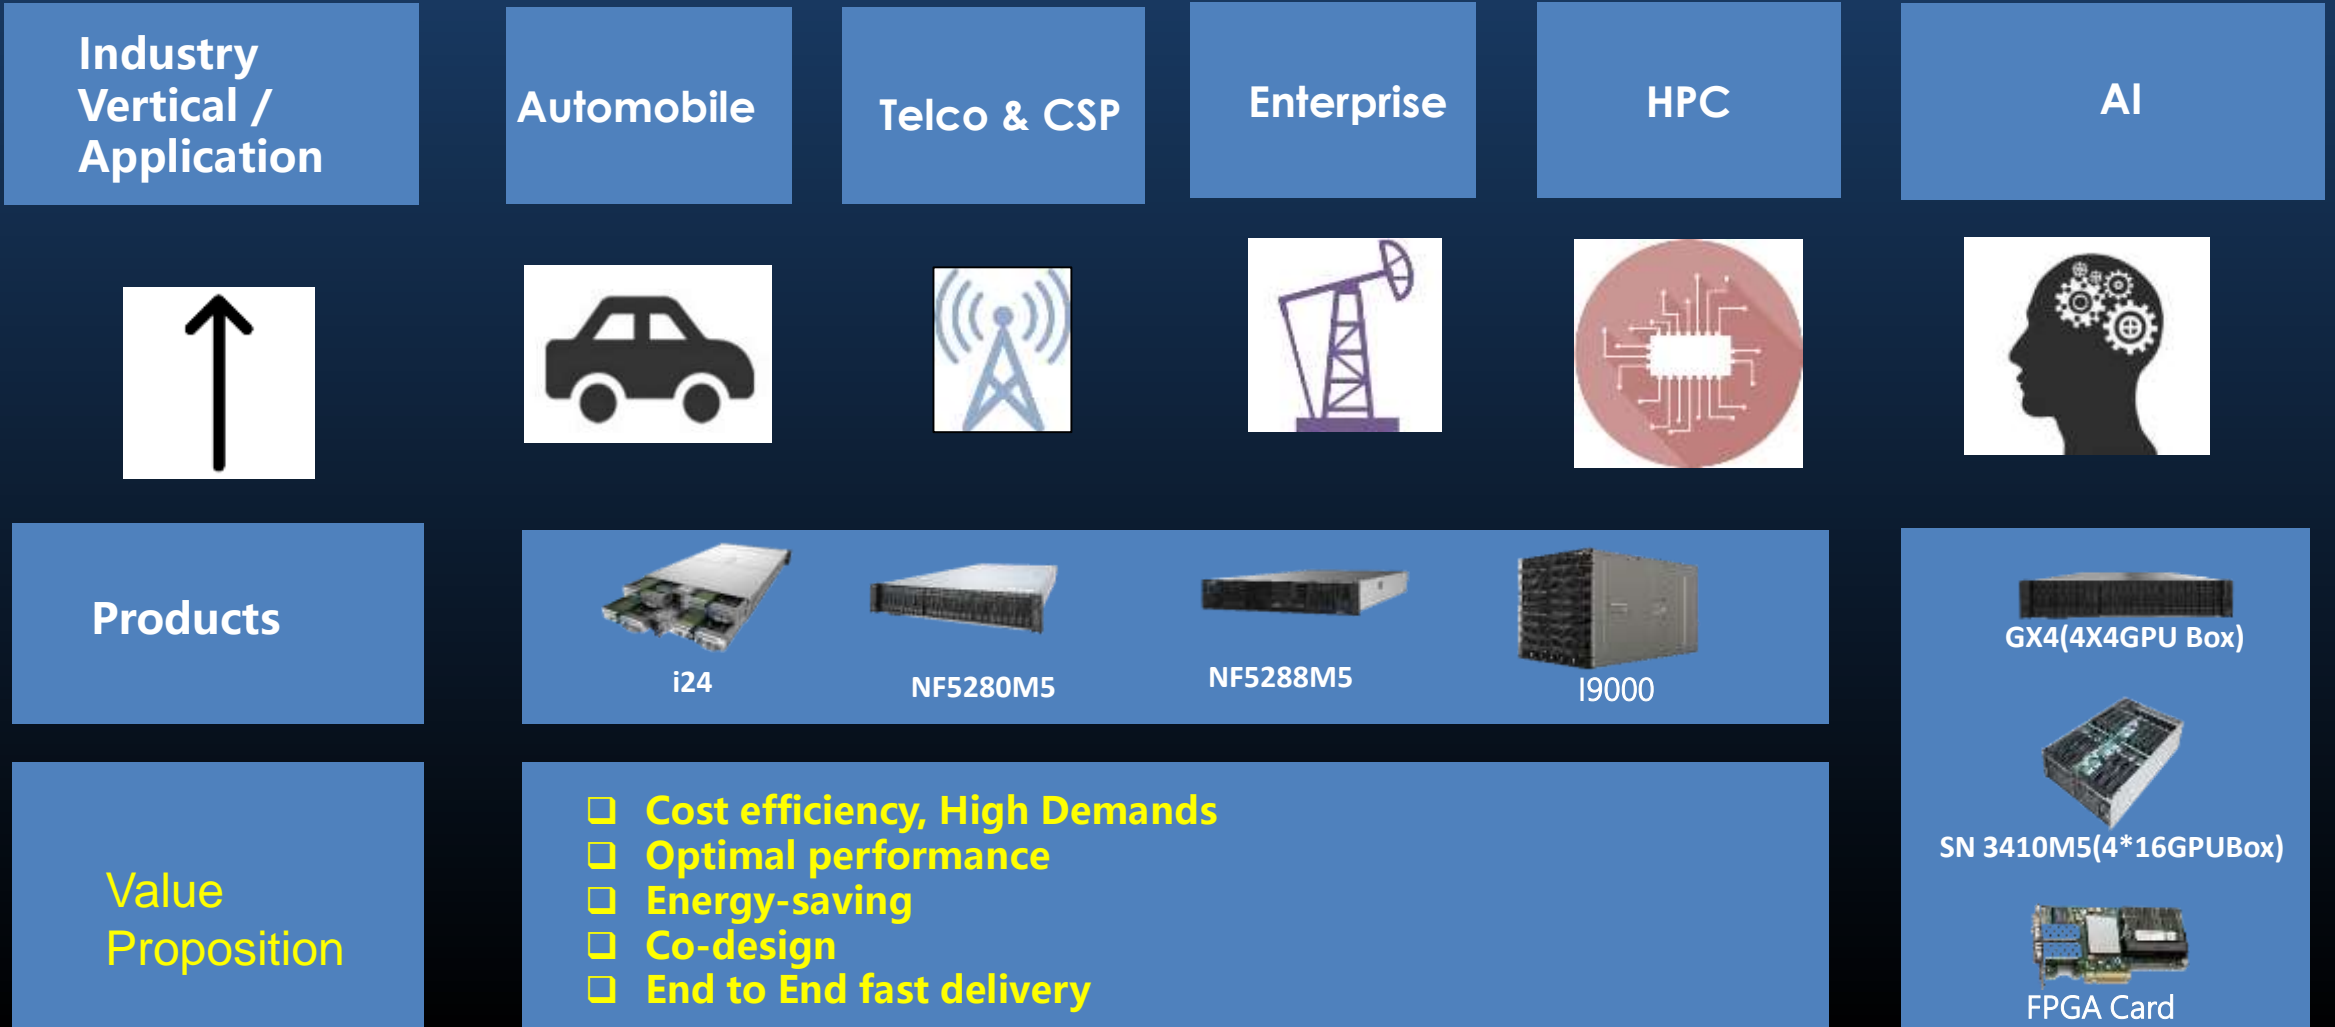 Industry
Vertical /
Application
Automobile
Telco & CSP
Enterprise
HPC
AI
Products
i24
NF5280M5
NF5288M5
I9000
GX4(4X4GPU Box)
SN 3410M5(4*16GPUBox)
FPGA Card
Value
Proposition
Cost efficiency, High Demands
Optimal performance
Energy-saving
Co-design
End to End fast delivery